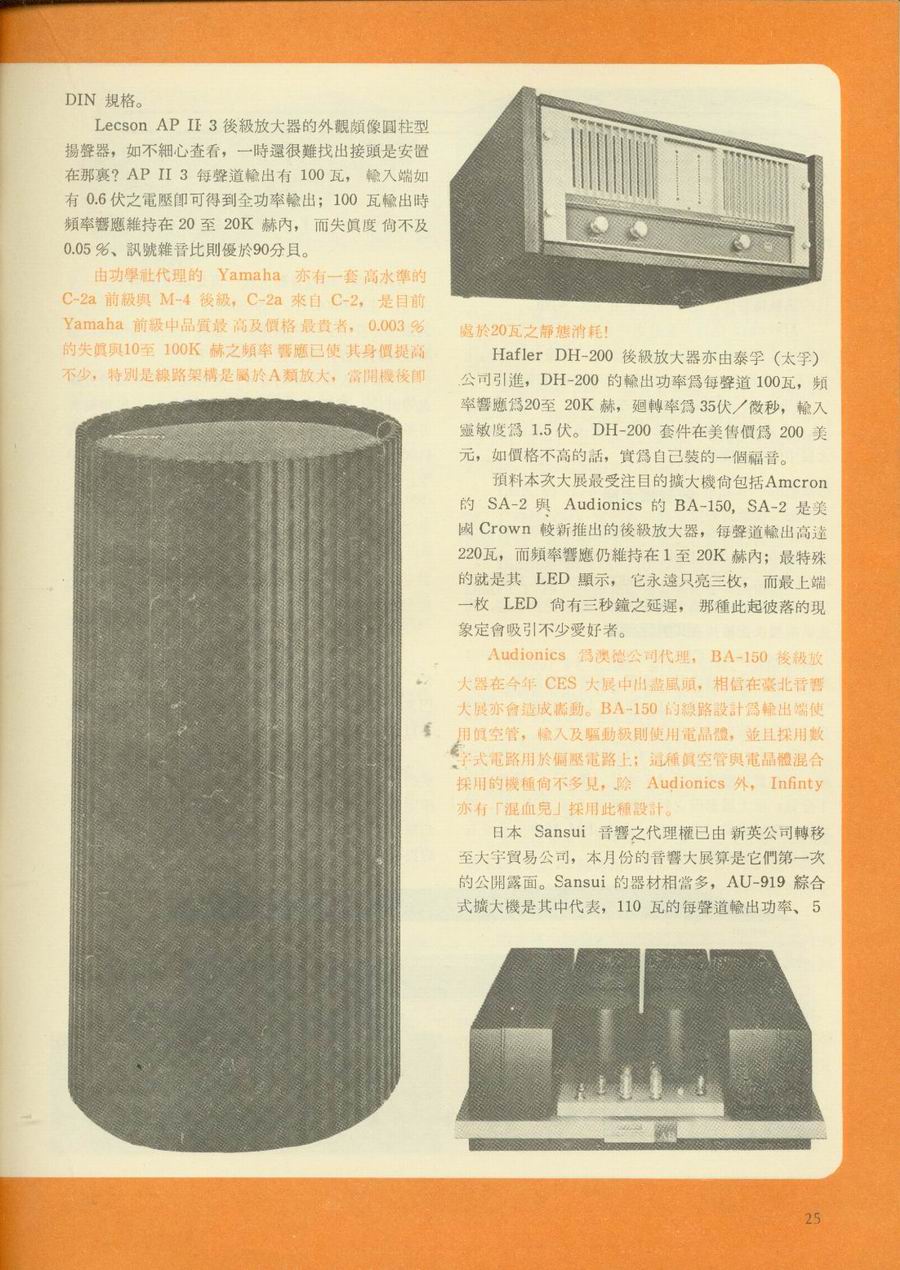 DIN 規格。
Lecson AP II 3 後級放大器的外觀頗像圓柱型
揚聲器，如不細心查看，一時還很難找出接頭是安置
在那裏？AP II 3 每聲道輸出有 100 瓦， 輸入端如
有 0.6 伏之電壓卽可得到全功率輸出；100 瓦輸出時
頻率響應維持在 20 至 20K 赫內， 而失眞度 尙不及
0.05 %、訊號雜音比則優於90分貝。
由功學社代理的 Yamaha 亦有一套 高水準的
C-2a 前級與 M-4 後級，C-2a 來自 C-2， 是目前
Yamaha 前級中品質最 高及價格 最貴者， 0.003 %
的失眞與10至 100K 赫之頻率 響應已使 其身價提高
不少，特別是線路架構是屬於A類放大，當開機後卽
處於20瓦之靜態消耗！
Hafler DH-200 後級放大器亦由泰孚（太孚）
公司引進，DH-200 的輸出功率爲每聲道 100瓦，頻
率響應爲20至 20K 赫，廻轉率爲 35伏／微秒，輸入
靈敏度爲 1.5 伏。 DH-200 套件在美售價爲 200 美
元，如價格不高的話，實爲自己裝的一個福音。
預料本次大展最受注目的擴大機尙包括Amcron
的 SA-2 與 Audionics 的 BA-150, SA-2 是美
國 Crown 較新推出的後級放大器，每聲道輸出高達
220瓦，而頻率響應仍維持在 1 至 20K 赫內；最特殊
的就是其 LED 顯示， 它永遠只亮三枚， 而最上端
一枚 LED 尙有三秒鐘之延遲， 那種此起彼落的現
象定會吸引不少愛好者。
Audionics 爲澳德公司代理， BA-150 後級放
大器在今年 CES 大展中出盡風頭，相信在臺北音響
大展亦會造成轟動。BA-150 的線路設計爲輸出端使
用眞空管，輸入及驅動級則使用電晶體，並且採用數
字式電路用於偏壓電路上；這種眞空管與電晶體混合
採用的機種尙不多見，除 Audionics 外， Infinty
亦有「混血兒」採用此種設計。
日本 Sansui 音響之代理權已由 新英公司轉移
至大宇貿易公司，本月份的音響大展算是它們第一次
的公開露面。Sansui 的器材相當多，AU-919 綜合
式擴大機是其中代表，110 瓦的每聲道輸出功率、 5
25